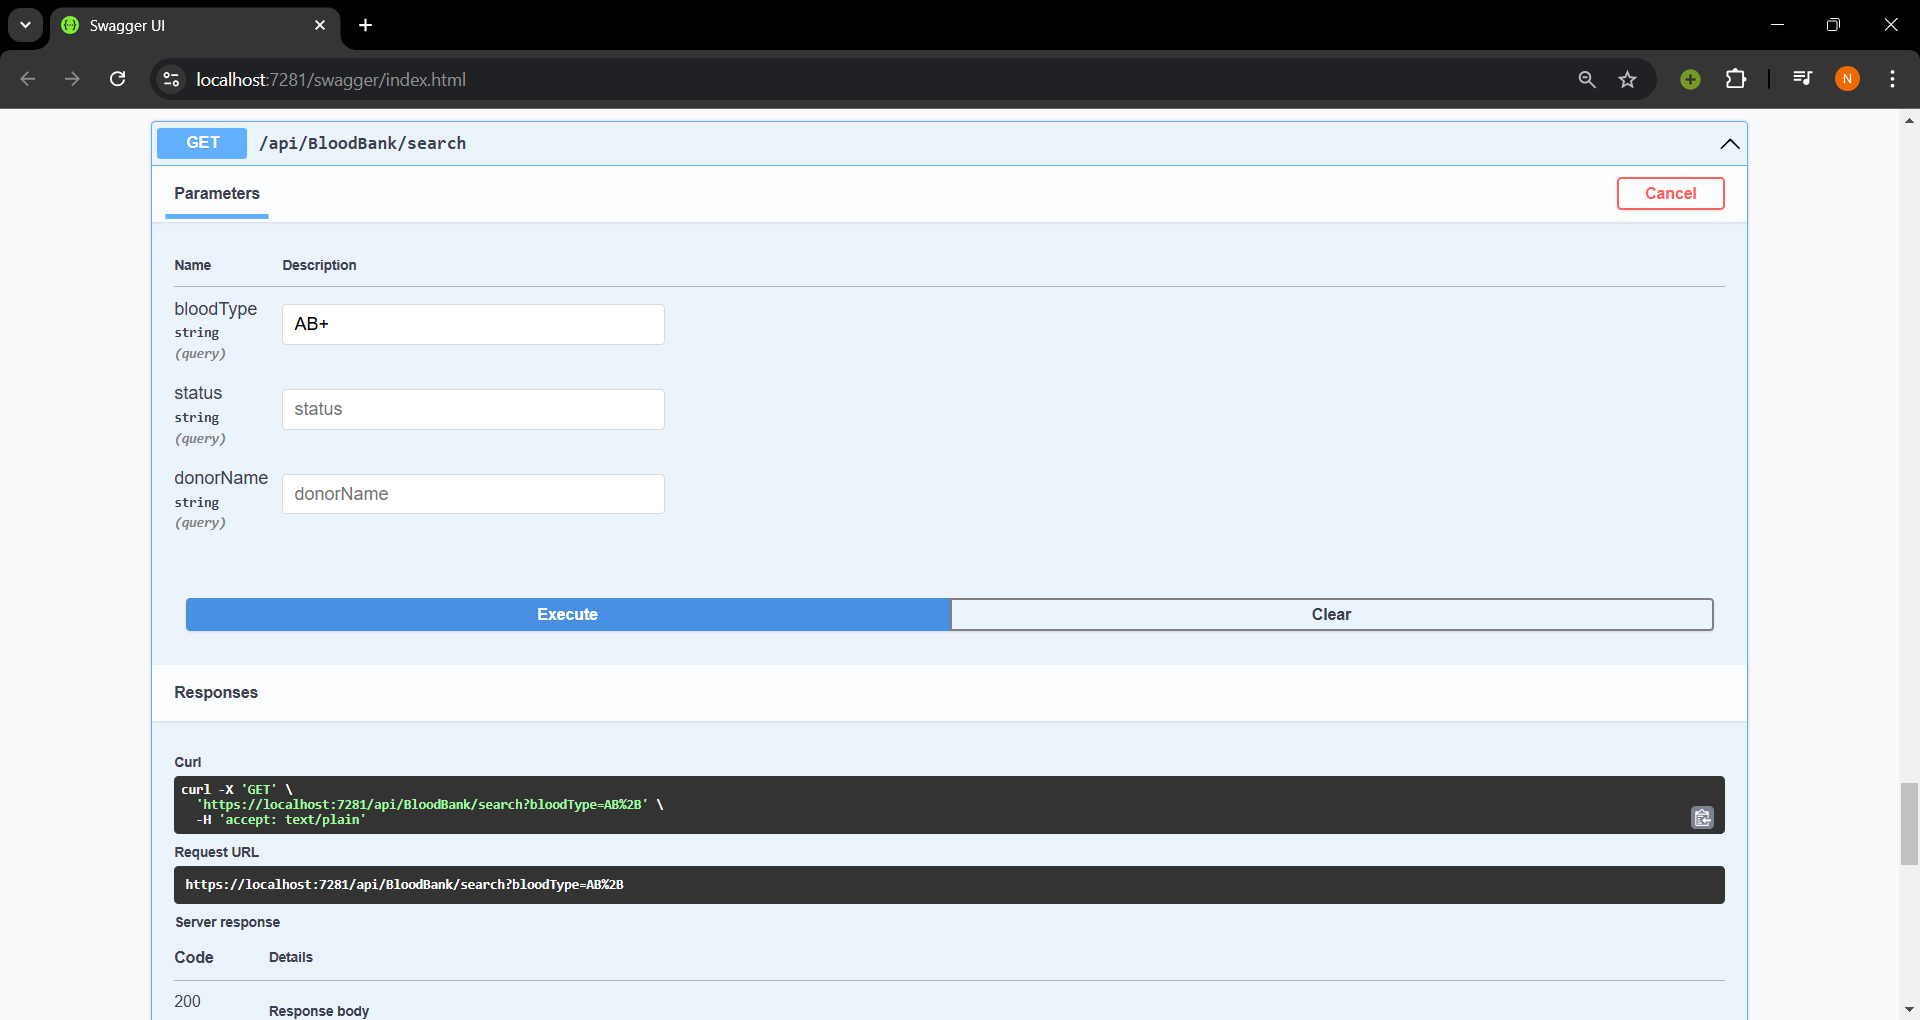 Swagger UI
localhost:7281/swagger/index.html
N
GET /api/BloodBank/search
Parameters
Cancel
Name Description
bloodType
string
(query)
AB+
status
string
(query)
status
donorName
string
(query)
donorName
Execute
Clear
Responses
Curl
curl -X 'GET' \
'https://localhost:7281/api/BloodBank/search?bloodType=AB%2B' \
-H 'accept: text/plain'
Request URL
https://localhost:7281/api/BloodBank/search?bloodType=AB%2B
Server response
Code Details
200
Response body